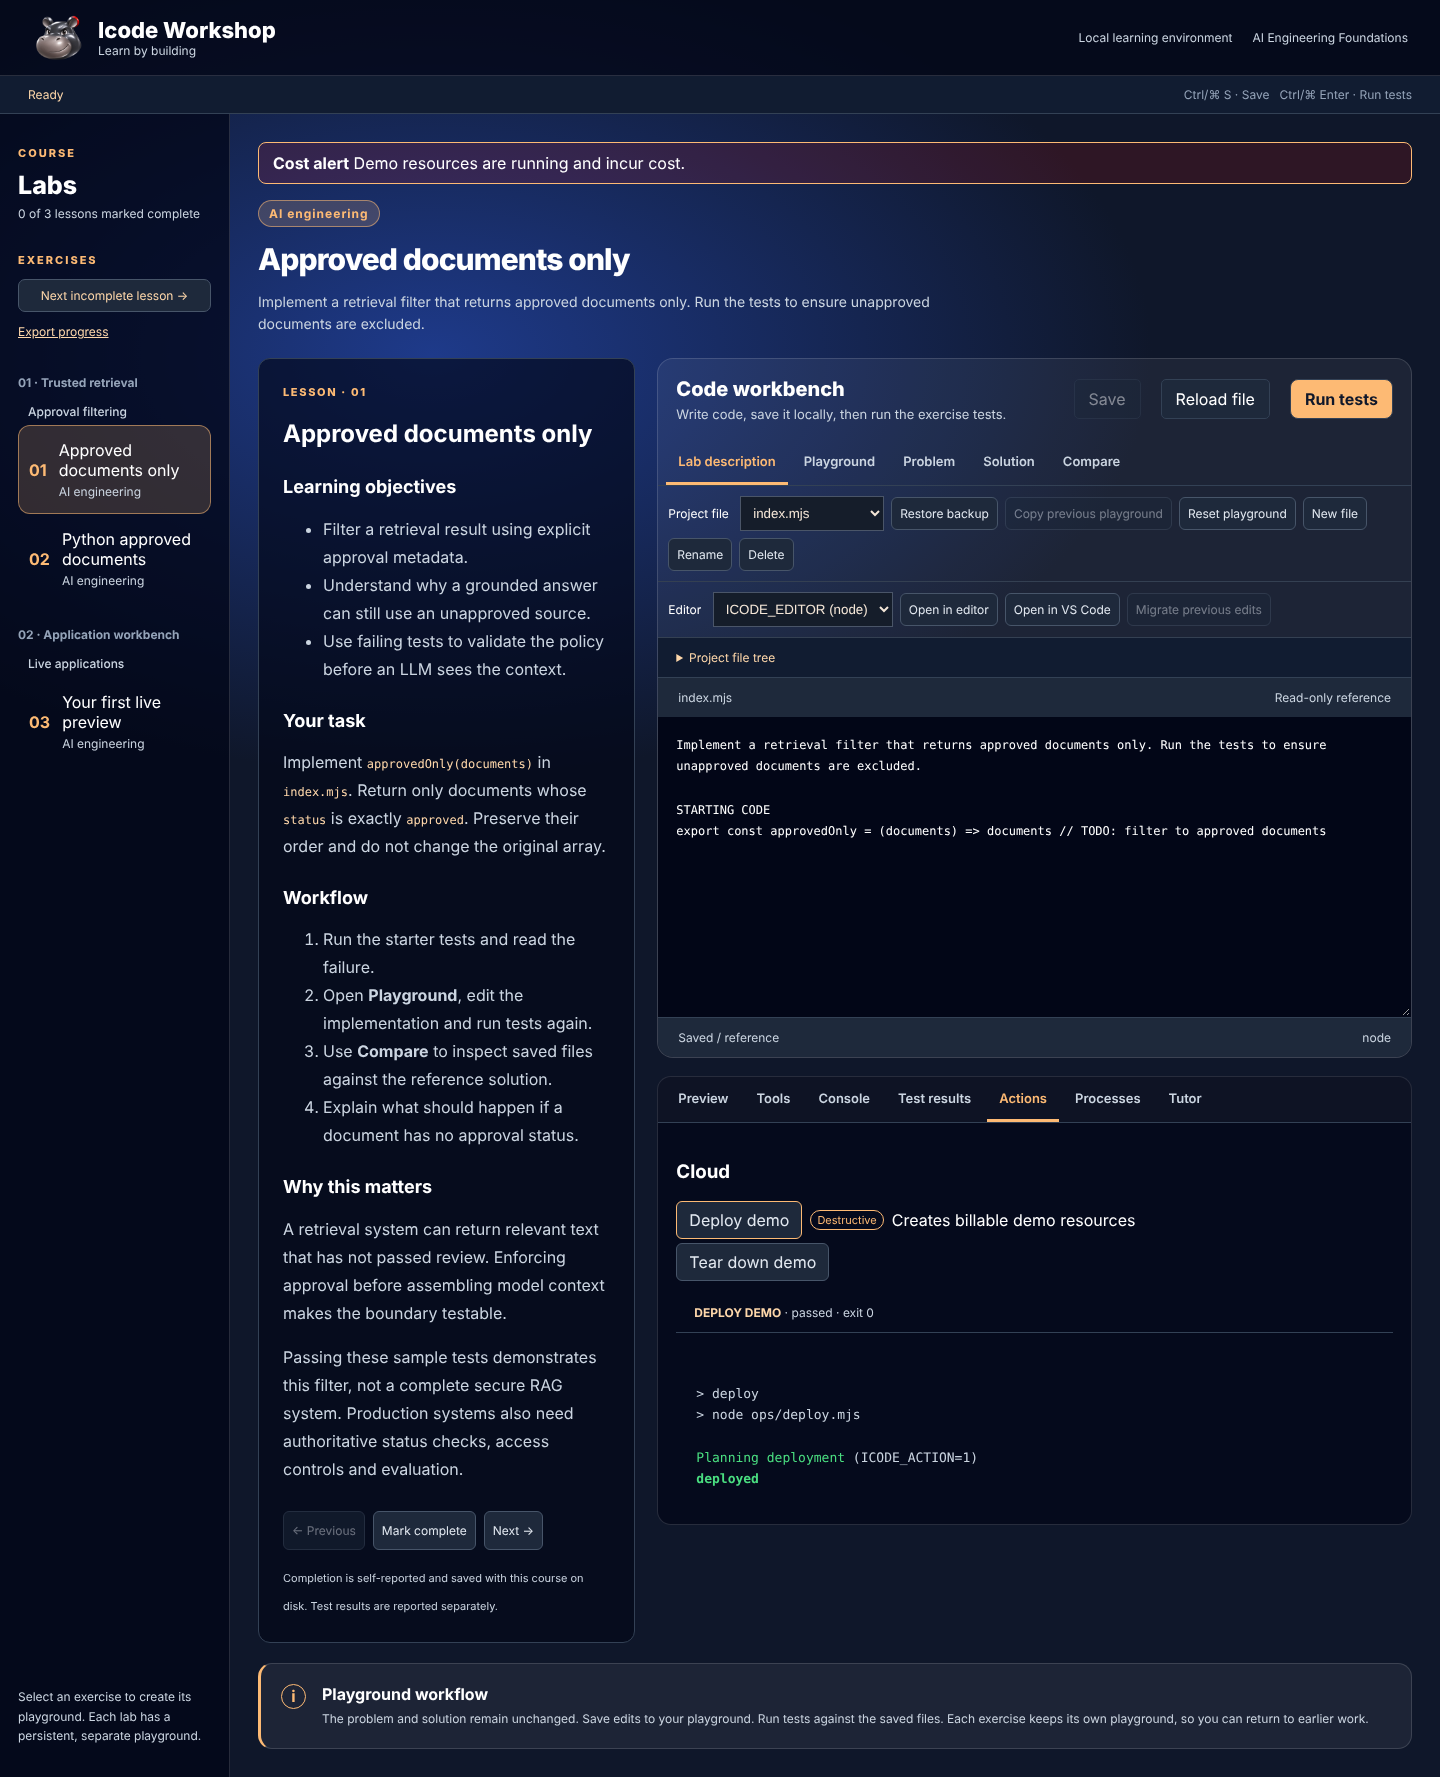 Icode Workshop
Learn by building
Local learning environment
AI Engineering Foundations
Ready
Ctrl/⌘ S · Save
Ctrl/⌘ Enter · Run tests
COURSE
Labs
0 of 3 lessons marked complete
EXERCISES
Next incomplete lesson →
Export progress
01 · Trusted retrieval
Approval filtering
01
Approved
documents only
AI engineering
02
Python approved
documents
AI engineering
02 · Application workbench
Live applications
03
Your first live
preview
AI engineering
Select an exercise to create its
playground. Each lab has a
persistent, separate playground.
Cost alert Demo resources are running and incur cost.
AI engineering
Approved documents only
Implement a retrieval filter that returns approved documents only. Run the tests to ensure unapproved
documents are excluded.
LESSON · 01
Approved documents only
Learning objectives
• Filter a retrieval result using explicit
approval metadata.
• Understand why a grounded answer
can still use an unapproved source.
• Use failing tests to validate the policy
before an LLM sees the context.
Your task
Implement approvedOnly(documents) in
index.mjs. Return only documents whose
status is exactly approved. Preserve their
order and do not change the original array.
Workflow
1. Run the starter tests and read the
failure.
2. Open Playground, edit the
implementation and run tests again.
3. Use Compare to inspect saved files
against the reference solution.
4. Explain what should happen if a
document has no approval status.
Why this matters
A retrieval system can return relevant text
that has not passed review. Enforcing
approval before assembling model context
makes the boundary testable.
Passing these sample tests demonstrates
this filter, not a complete secure RAG
system. Production systems also need
authoritative status checks, access
controls and evaluation.
← Previous
Mark complete
Next →
Completion is self-reported and saved with this course on
disk. Test results are reported separately.
Code workbench
Write code, save it locally, then run the exercise tests.
Save
Reload file
Run tests
Lab description
Playground
Problem
Solution
Compare
Project file
index.mjs
Restore backup
Copy previous playground
Reset playground
New file
Rename
Delete
Editor
ICODE_EDITOR (node)
Open in editor
Open in VS Code
Migrate previous edits
▶ Project file tree
index.mjs
Read-only reference
Implement a retrieval filter that returns approved documents only. Run the tests to ensure
unapproved documents are excluded.
STARTING CODE
export const approvedOnly = (documents) => documents // TODO: filter to approved documents
Saved / reference
node
Preview
Tools
Console
Test results
Actions
Processes
Tutor
Cloud
Deploy demo
Destructive
Creates billable demo resources
Tear down demo
DEPLOY DEMO · passed · exit 0
> deploy
> node ops/deploy.mjs
Planning deployment (ICODE_ACTION=1)
deployed
i
Playground workflow
The problem and solution remain unchanged. Save edits to your playground. Run tests against the saved files. Each exercise keeps its own playground, so you can return to earlier work.